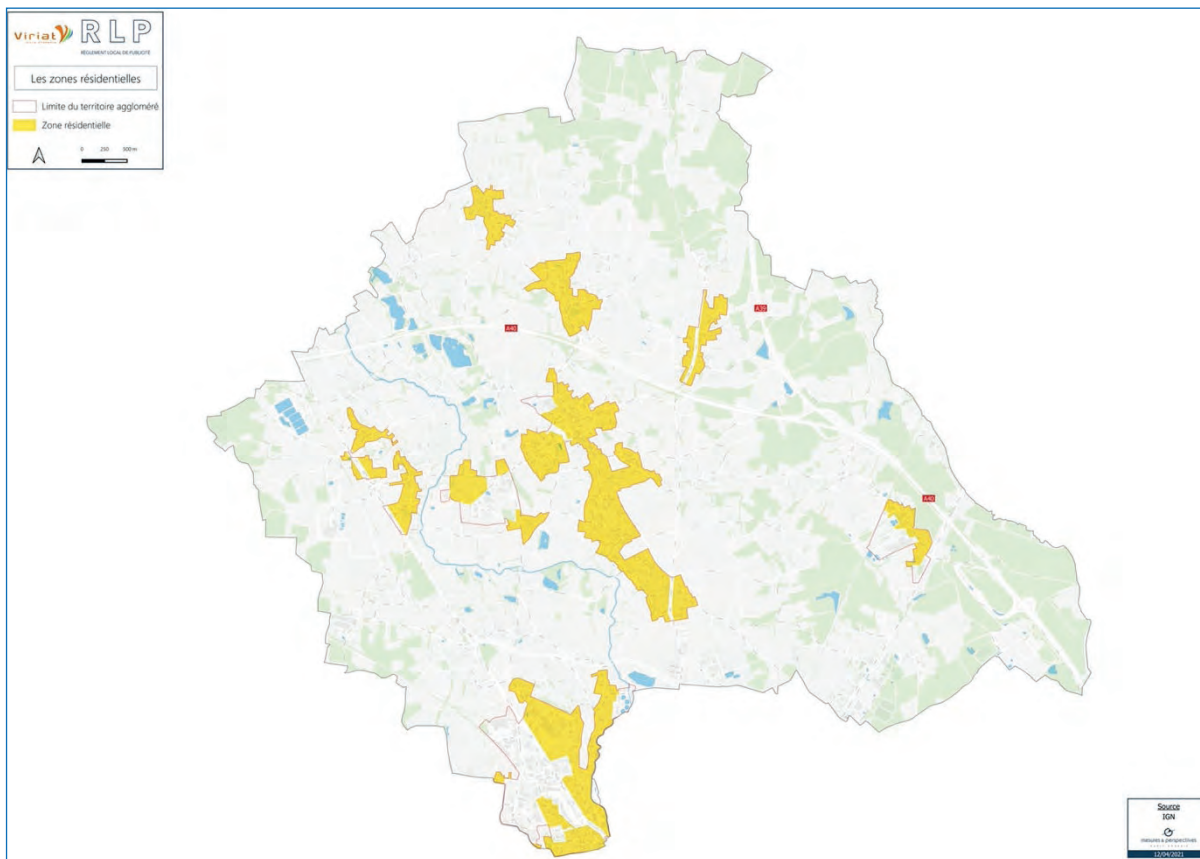 Viriat
RLP
RÈGLEMENT LOCAL DE PUBLICITÉ
Les zones résidentielles
Limite du territoire aggloméré
Zone résidentielle
0 250 500 m
A40
A39
A40
Source
IGN
mesures & perspectives
12/04/2021